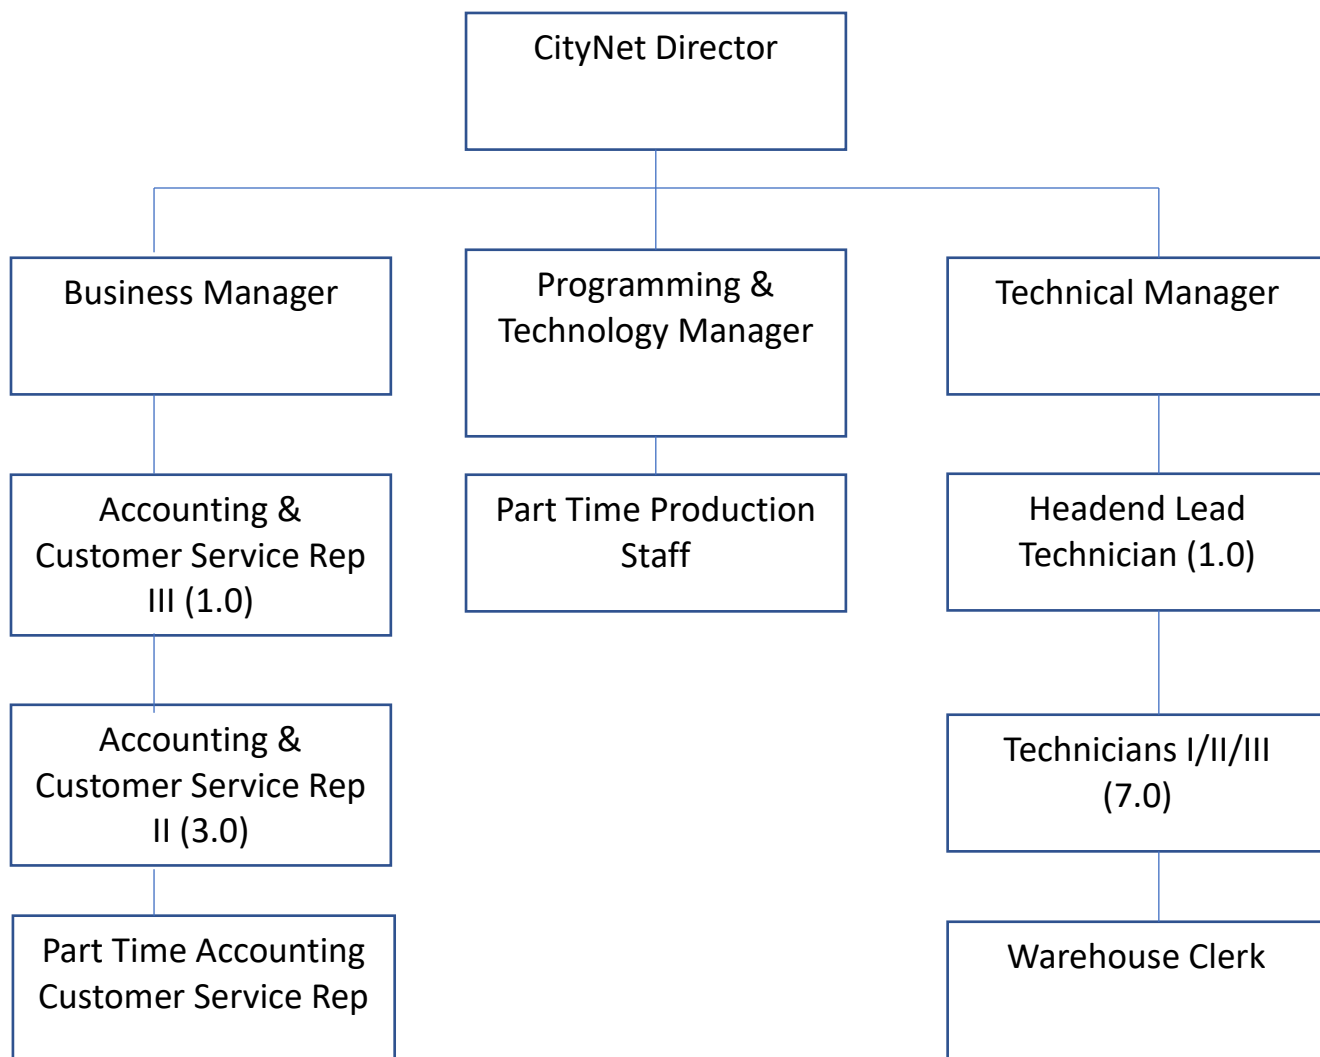 CityNet Director
Business Manager
Programming &
Technology Manager
Technical Manager
Accounting &
Customer Service Rep
III (1.0)
Part Time Production
Staff
Headend Lead
Technician (1.0)
Accounting &
Customer Service Rep
II (3.0)
Technicians I/II/III
(7.0)
Part Time Accounting
Customer Service Rep
Warehouse Clerk